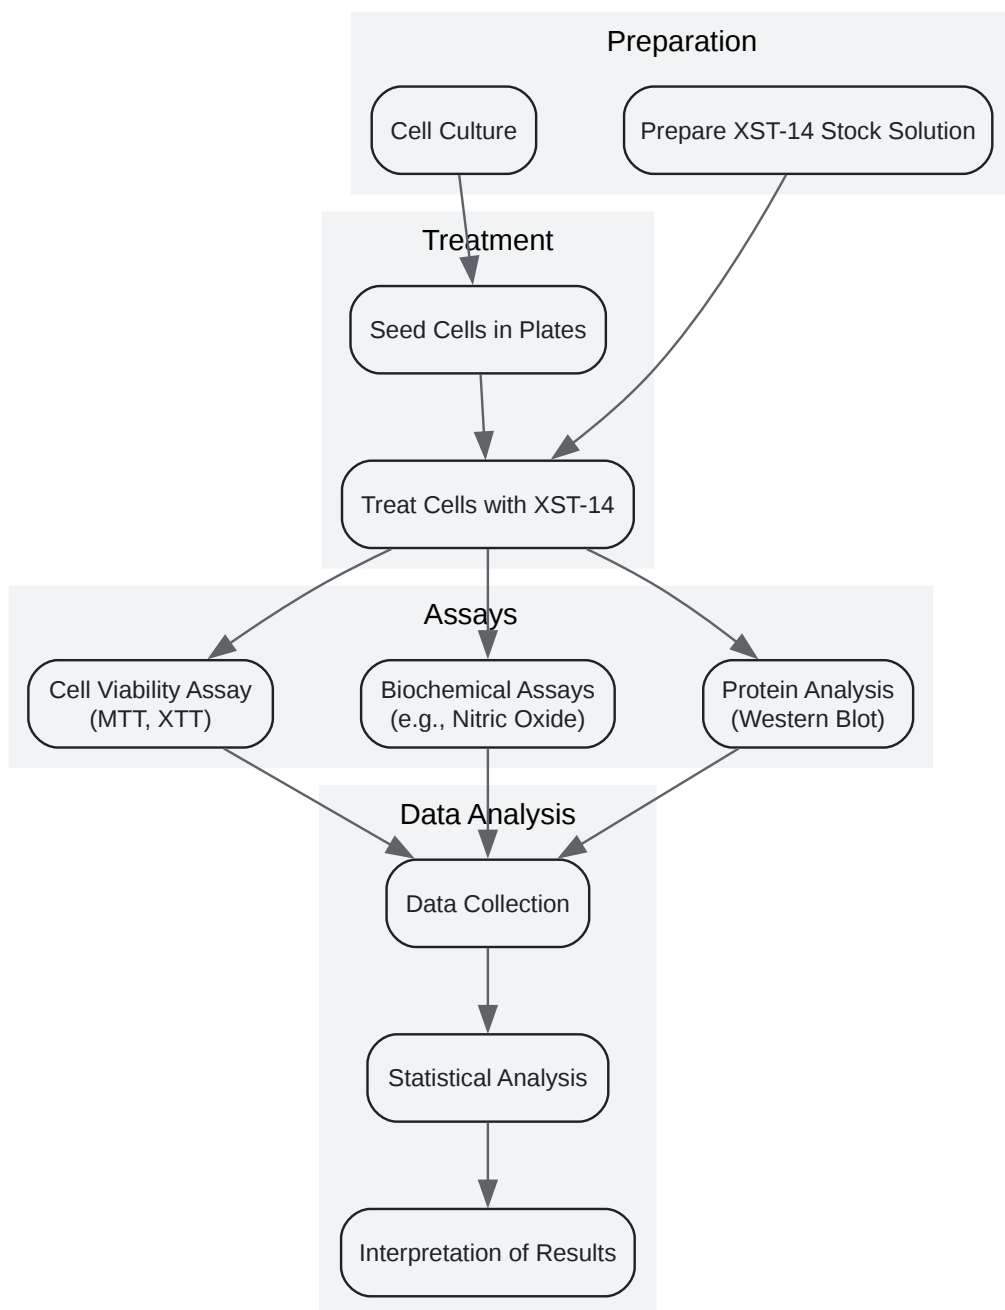 Preparation
Cell Culture
Prepare XST-14 Stock Solution
Treatment
Seed Cells in Plates
Treat Cells with XST-14
Assays
Cell Viability Assay
(MTT, XTT)
Biochemical Assays
(e.g., Nitric Oxide)
Protein Analysis
(Western Blot)
Data Analysis
Data Collection
Statistical Analysis
Interpretation of Results